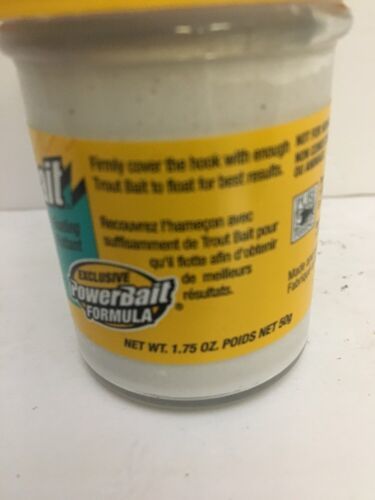 ait
Firmly cover the hook with enough
Trout Bait to float for best results.
Recouvrez l'hameçon avec
suffisamment de Trout Bait pour
qu'il flotte afin d'obtenir
de meilleurs
résultats.
EXCLUSIVE
PowerBait
FORMULA
®
NET WT. 1.75 OZ. POIDS NET 50g
NOT FOR
NON
Made
Fabriqué